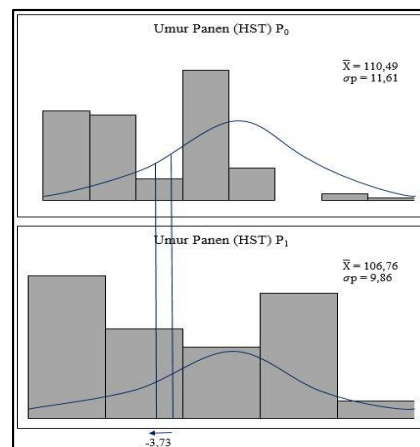 Umur Panen (HST) P₀
X̅ = 110,49
σp = 11,61
Umur Panen (HST) P₁
X̅ = 106,76
σp = 9,86
-3,73